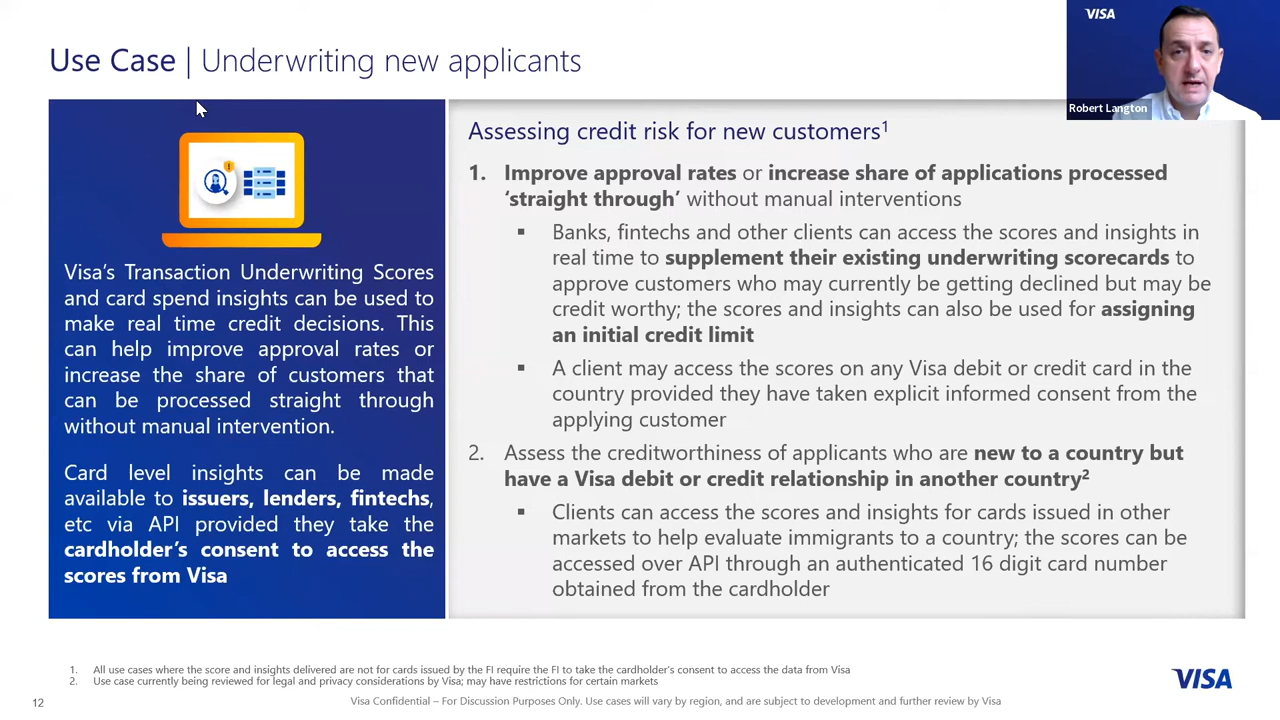 VISA
Robert Langton
Use Case | Underwriting new applicants
Visa's Transaction Underwriting Scores
and card spend insights can be used to
make real time credit decisions. This
can help improve approval rates or
increase the share of customers that
can be processed straight through
without manual intervention.
Card level insights can be made
available to issuers, lenders, fintechs,
etc via API provided they take the
cardholder's consent to access the
scores from Visa
Assessing credit risk for new customers1
1. Improve approval rates or increase share of applications processed
'straight through' without manual interventions
▪ Banks, fintechs and other clients can access the scores and insights in
real time to supplement their existing underwriting scorecards to
approve customers who may currently be getting declined but may be
credit worthy; the scores and insights can also be used for assigning
an initial credit limit
▪ A client may access the scores on any Visa debit or credit card in the
country provided they have taken explicit informed consent from the
applying customer
2. Assess the creditworthiness of applicants who are new to a country but
have a Visa debit or credit relationship in another country2
▪ Clients can access the scores and insights for cards issued in other
markets to help evaluate immigrants to a country; the scores can be
accessed over API through an authenticated 16 digit card number
obtained from the cardholder
1. All use cases where the score and insights delivered are not for cards issued by the FI require the FI to take the cardholder's consent to access the data from Visa
2. Use case currently being reviewed for legal and privacy considerations by Visa; may have restrictions for certain markets
VISA
12
Visa Confidential – For Discussion Purposes Only. Use cases will vary by region, and are subject to development and further review by Visa